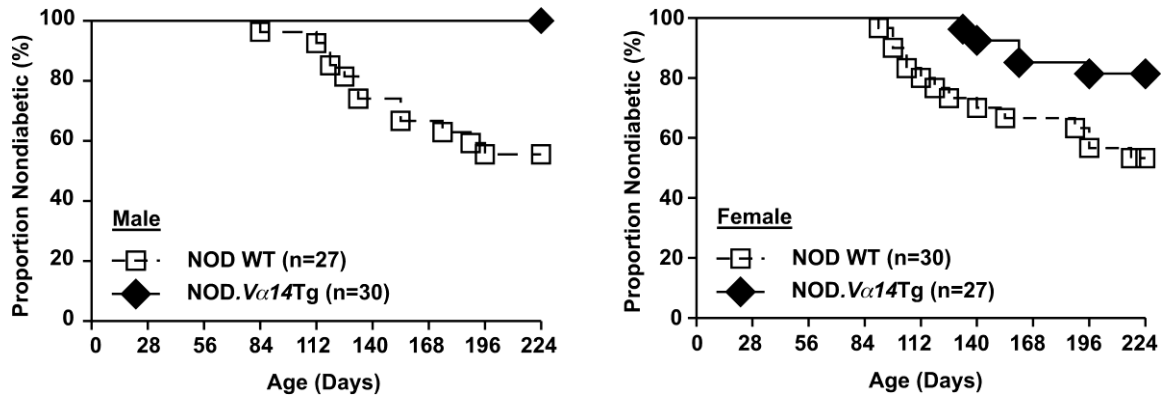 Proportion Nondiabetic (%)
100
80
60
40
20
0
Male
NOD WT (n=27)
NOD.Vα14Tg (n=30)
0 28 56 84 112 140 168 196 224
Age (Days)
Proportion Nondiabetic (%)
100
80
60
40
20
0
Female
NOD WT (n=30)
NOD.Vα14Tg (n=27)
0 28 56 84 112 140 168 196 224
Age (Days)